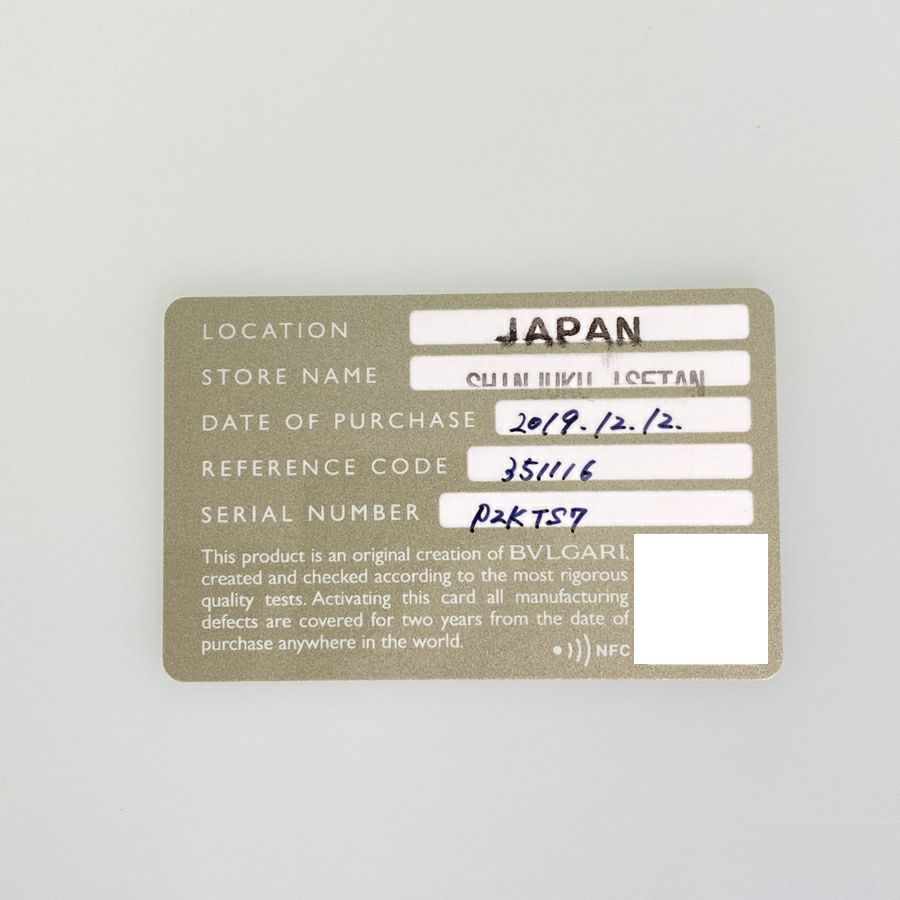 LOCATION JAPAN
STORE NAME SHINJUKU ISETAN
DATE OF PURCHASE 2019.12.12.
REFERENCE CODE 351116
SERIAL NUMBER P2KTS7
This product is an original creation of BVLGARI,
created and checked according to the most rigorous
quality tests. Activating this card all manufacturing
defects are covered for two years from the date of
purchase anywhere in the world.
NFC